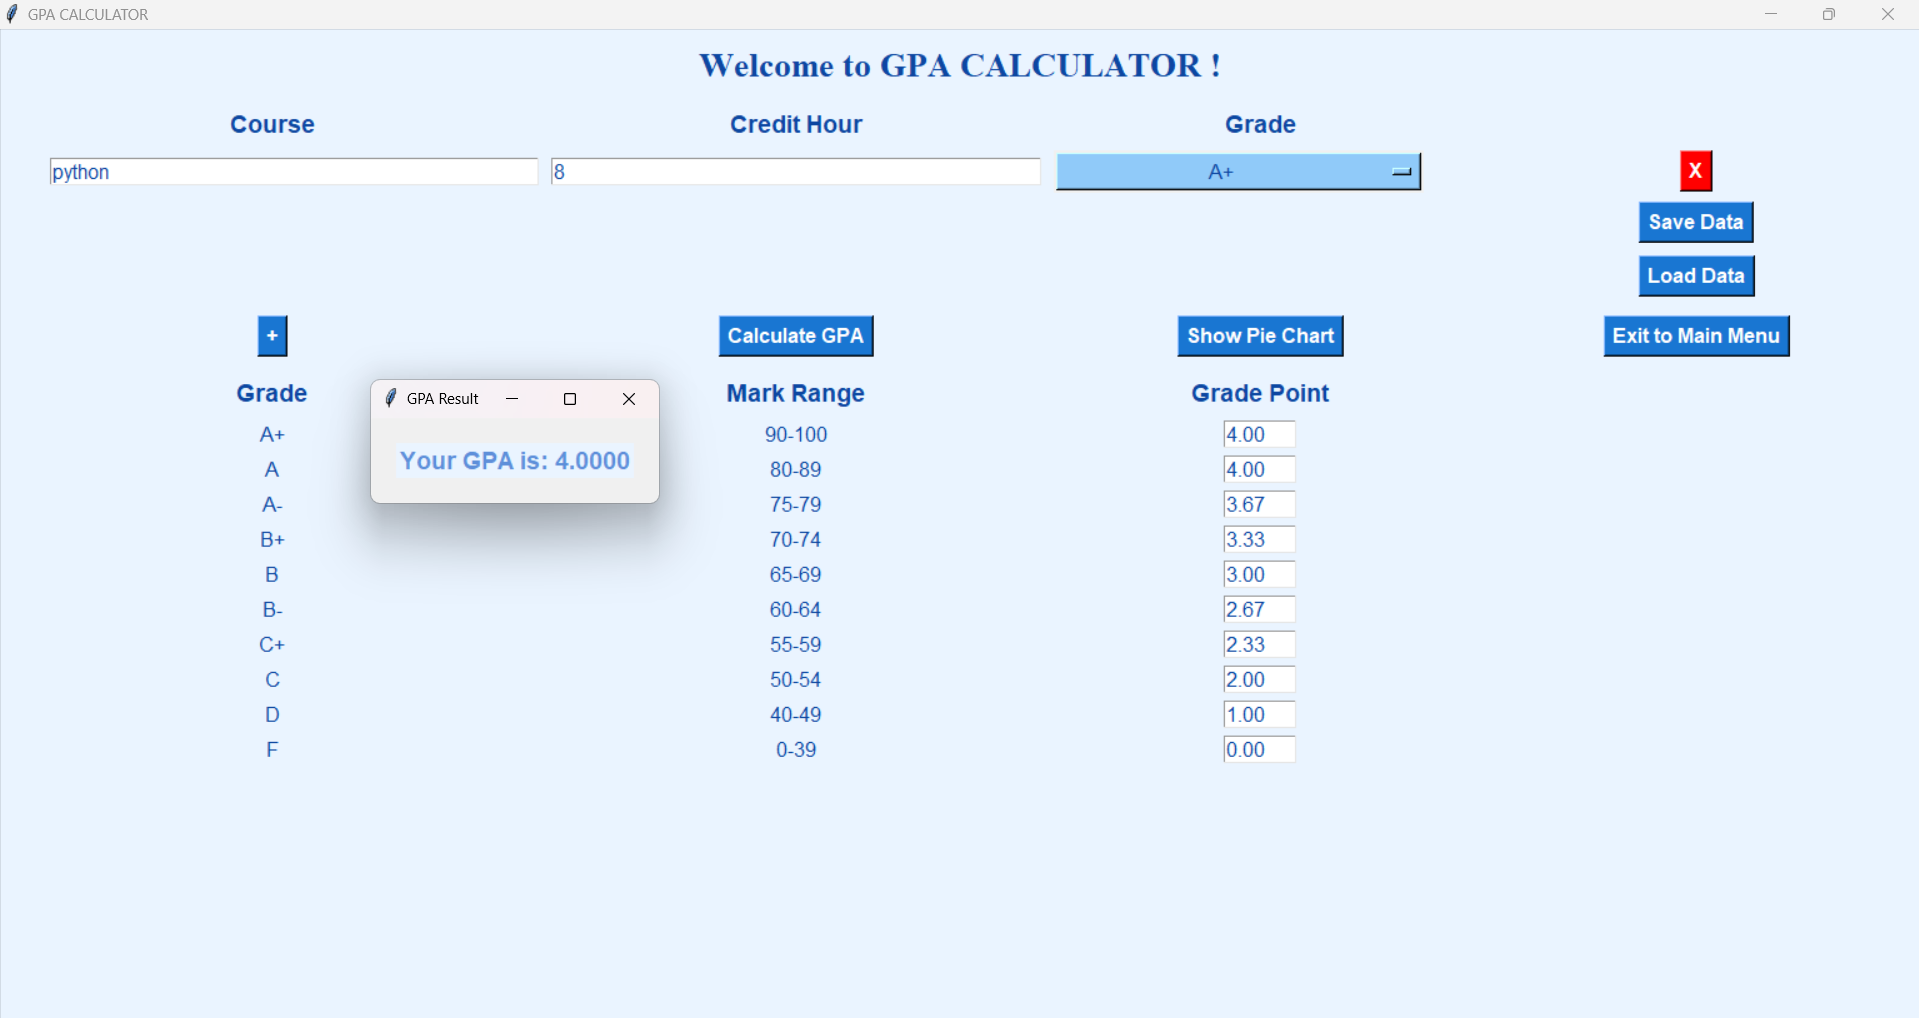 GPA CALCULATOR
Welcome to GPA CALCULATOR !
Course Credit Hour Grade
python 8 A+ X
Save Data
Load Data
+ Calculate GPA Show Pie Chart Exit to Main Menu
Grade Mark Range Grade Point
GPA Result
Your GPA is: 4.0000
A+ 90-100 4.00
A 80-89 4.00
A- 75-79 3.67
B+ 70-74 3.33
B 65-69 3.00
B- 60-64 2.67
C+ 55-59 2.33
C 50-54 2.00
D 40-49 1.00
F 0-39 0.00